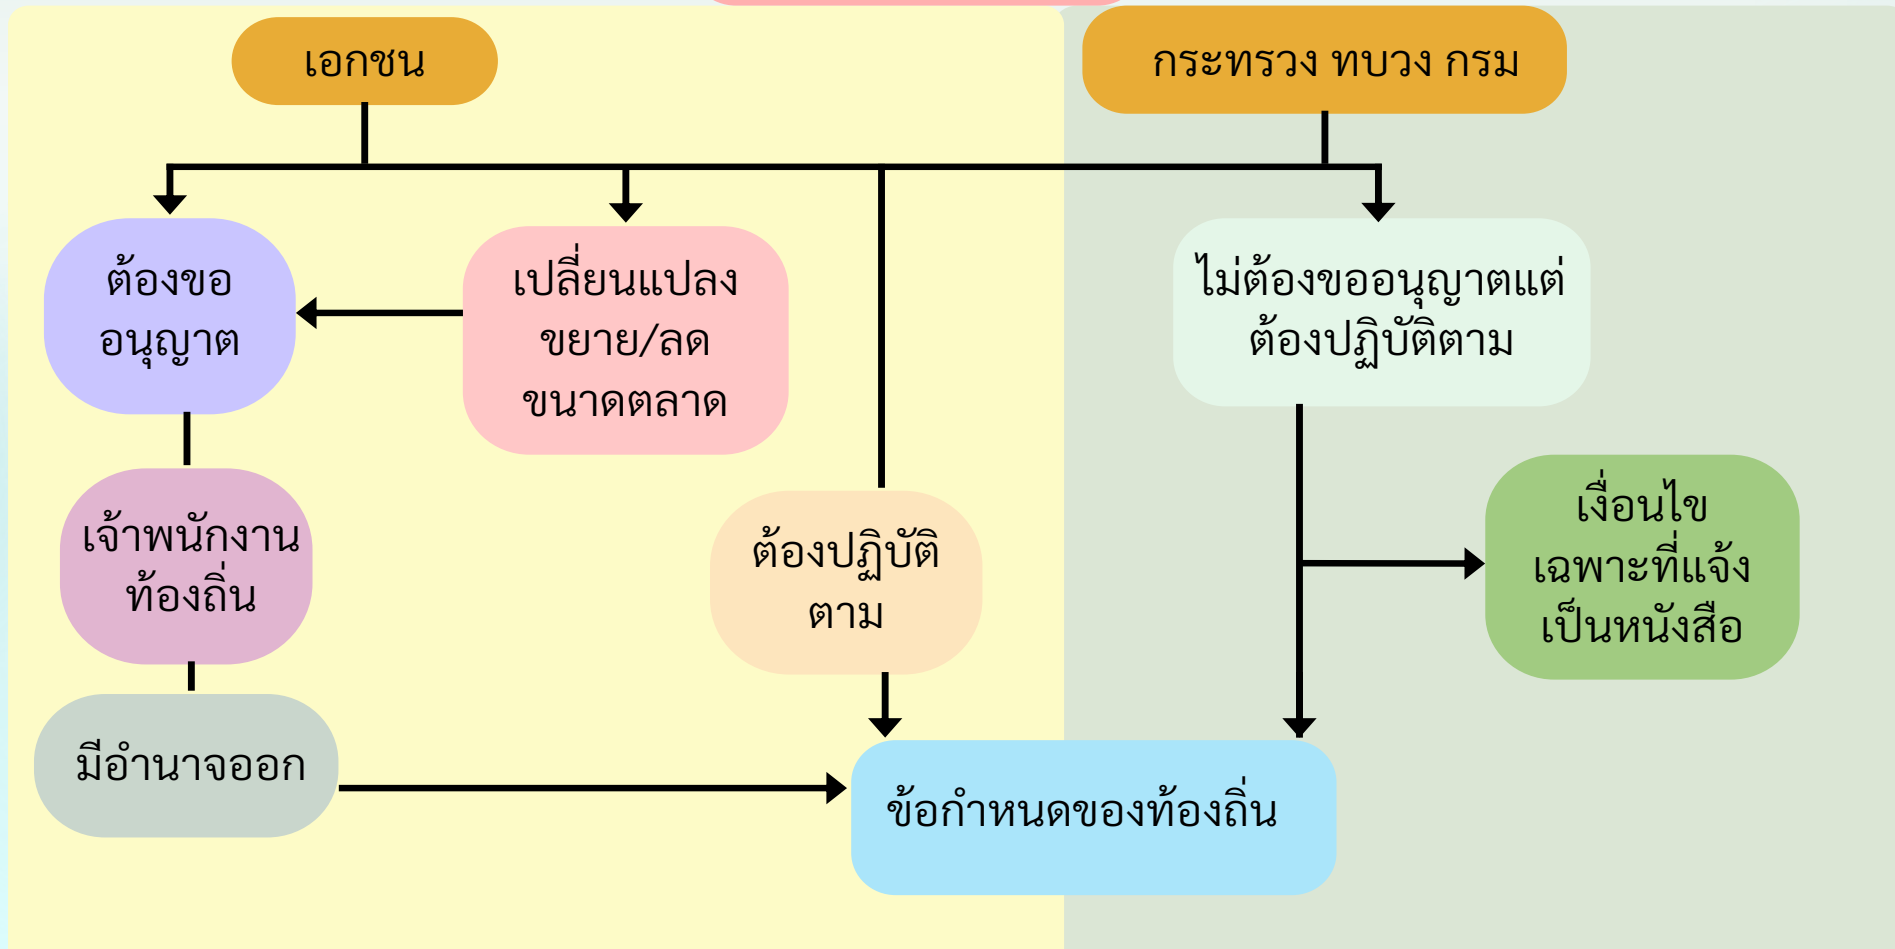 เอกชน
กระทรวง ทบวง กรม
ต้องขอ
อนุญาต
เปลี่ยนแปลง
ขยาย/ลด
ขนาดตลาด
ไม่ต้องขออนุญาตแต่
ต้องปฏิบัติตาม
เจ้าพนักงาน
ท้องถิ่น
ต้องปฏิบัติ
ตาม
เงื่อนไข
เฉพาะที่แจ้ง
เป็นหนังสือ
มีอำนาจออก
ข้อกำหนดของท้องถิ่น